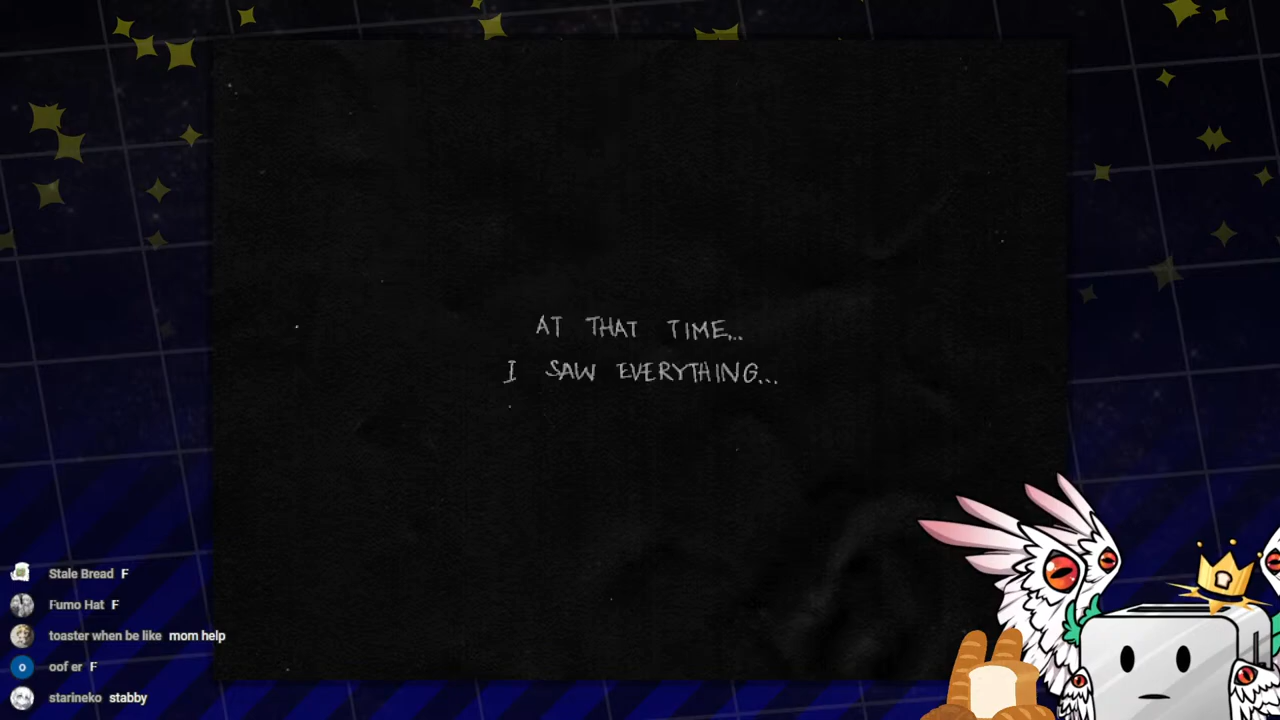 AT THAT TIME...
I SAW EVERYTHING...
Stale Bread F
Fumo Hat F
toaster when be like mom help
o oof er F
starineko stabby